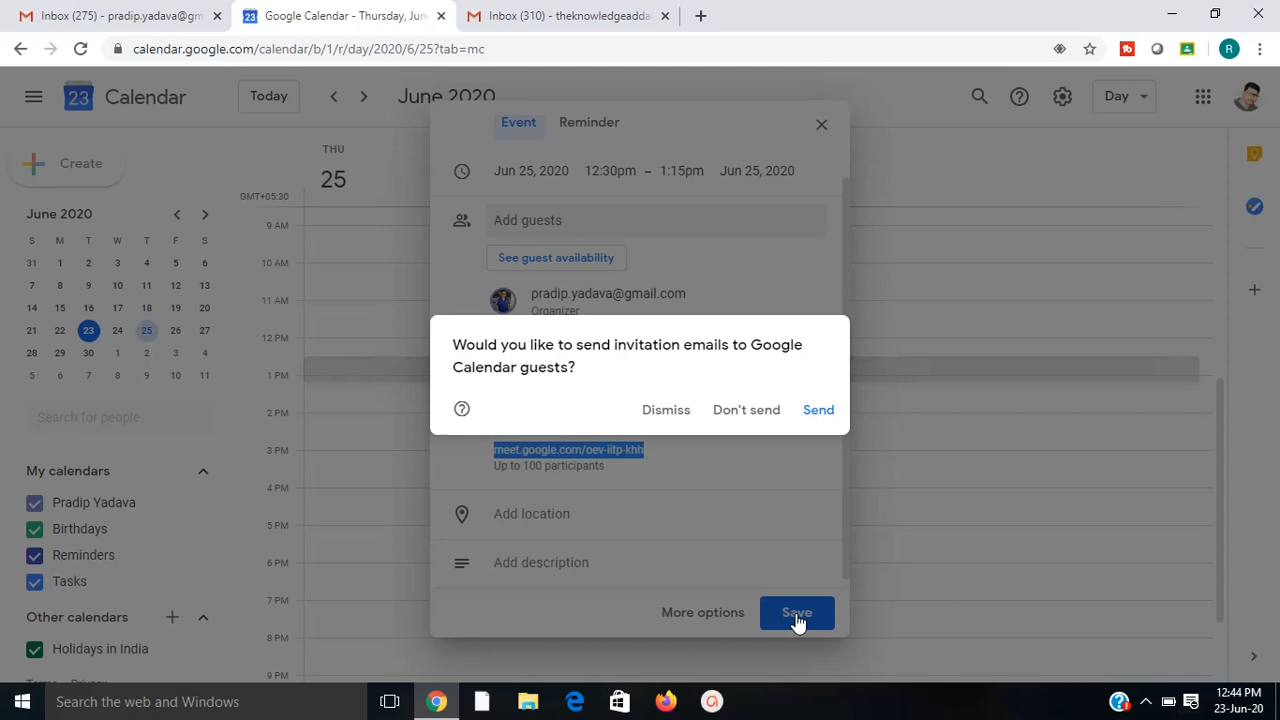 Inbox (275) - pradip.yadava@gm
Google Calendar - Thursday, June
Inbox (310) - theknowledgeadda
calendar.google.com/calendar/b/1/r/day/2020/6/25?tab=mc
R
23
Calendar
Today
June 2020
Day
Create
THU
25
GMT+05:30
June 2020
S M T W T F S
31 1 2 3 4 5 6
7 8 9 10 11 12 13
14 15 16 17 18 19 20
21 22 23 24 25 26 27
28 29 30 1 2 3 4
5 6 7 8 9 10 11
Search for people
My calendars
Pradip Yadava
Birthdays
Reminders
Tasks
Other calendars
Holidays in India
Terms - Privacy
9 AM
10 AM
11 AM
12 PM
1 PM
2 PM
3 PM
4 PM
5 PM
6 PM
7 PM
8 PM
9 PM
Event
Reminder
Jun 25, 2020 12:30pm – 1:15pm Jun 25, 2020
Add guests
See guest availability
pradip.yadava@gmail.com
Organizer
Would you like to send invitation emails to Google
Calendar guests?
Dismiss
Don't send
Send
meet.google.com/oev-iitp-khh
Up to 100 participants
Add location
Add description
More options
Save
Search the web and Windows
12:44 PM
23-Jun-20